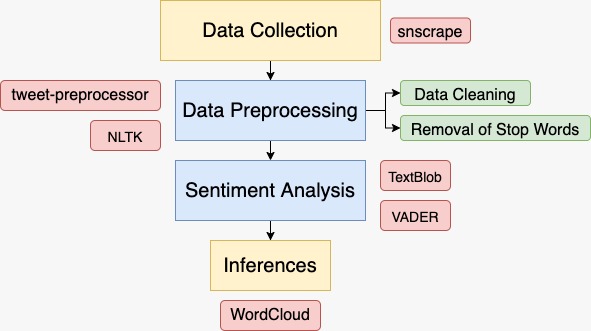 Data Collection
snscrape
tweet-preprocessor
Data Preprocessing
Data Cleaning
NLTK
Removal of Stop Words
Sentiment Analysis
TextBlob
VADER
Inferences
WordCloud